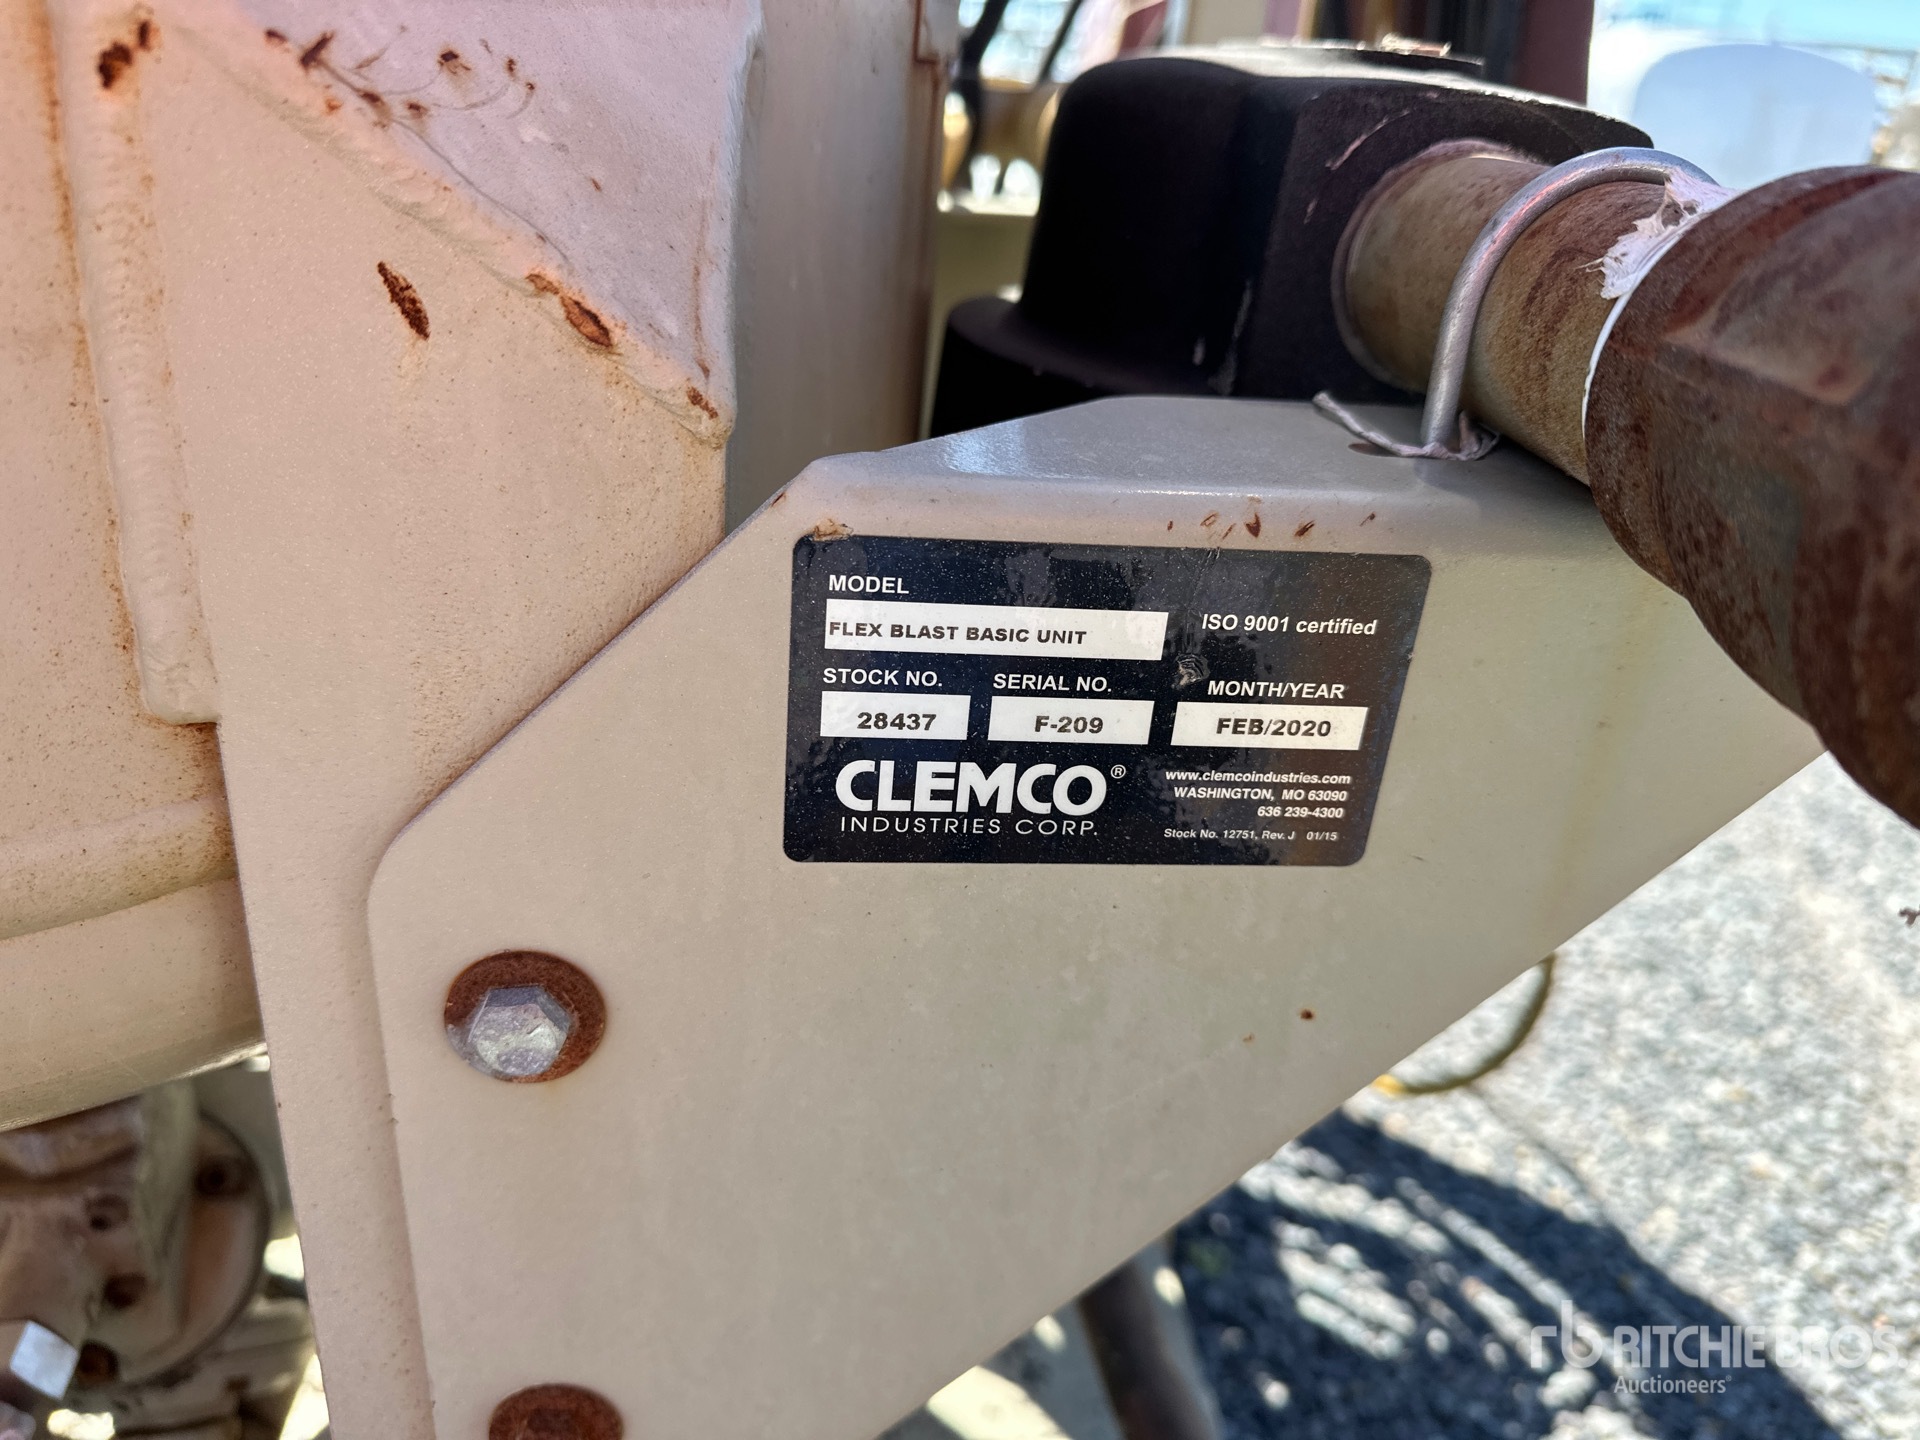 MODEL
FLEX BLAST BASIC UNIT
ISO 9001 certified
STOCK NO.
28437
SERIAL NO.
F-209
MONTH/YEAR
FEB/2020
CLEMCO®
INDUSTRIES CORP.
www.clemcoindustries.com
WASHINGTON, MO 63090
636 239-4300
Stock No. 12751, Rev. J 01/15
rb RITCHIE BROS.
Auctioneers®